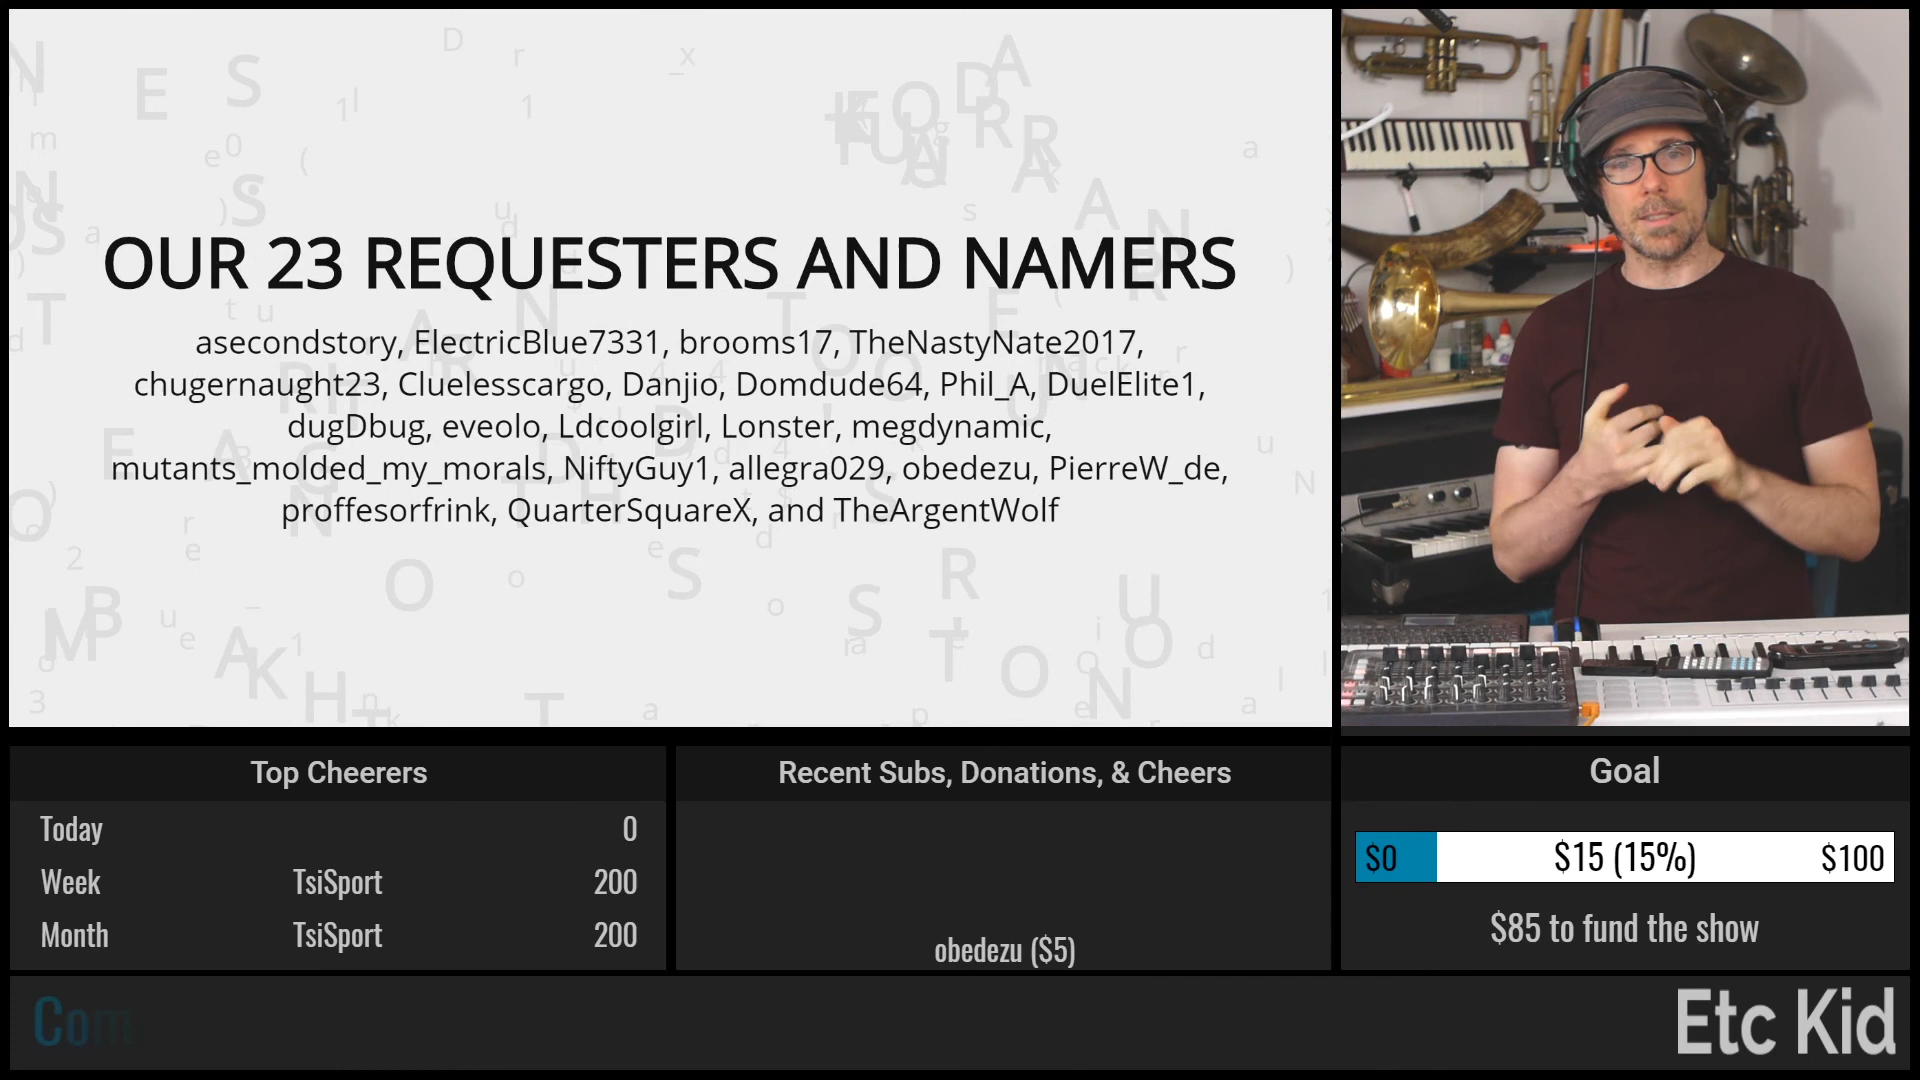 OUR 23 REQUESTERS AND NAMERS
asecondstory, ElectricBlue7331, brooms17, TheNastyNate2017,
chugernaught23, Cluelesscargo, Danjio, Domdude64, Phil_A, DuelElite1,
dugDbug, eveolo, Ldcoolgirl, Lonster, megdynamic,
mutants_molded_my_morals, NiftyGuy1, allegra029, obedezu, PierreW_de,
proffesorfrink, QuarterSquareX, and TheArgentWolf
Top Cheerers
Today 0
Week TsiSport 200
Month TsiSport 200
Recent Subs, Donations, & Cheers
obedezu ($5)
Goal
$0 $15 (15%) $100
$85 to fund the show
Com
Etc Kid